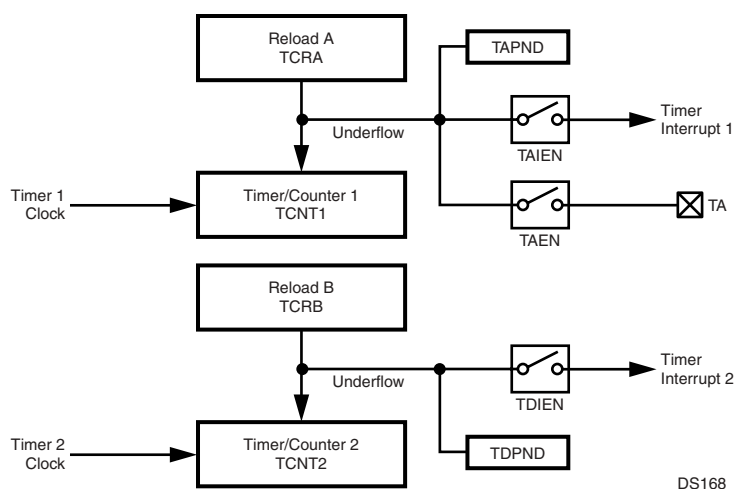 Reload A
TCRA
TAPND
Underflow
Timer
Interrupt 1
TAIEN
Timer 1
Clock
Timer/Counter 1
TCNT1
TA
TAEN
Reload B
TCRB
Underflow
Timer
Interrupt 2
TDIEN
Timer 2
Clock
Timer/Counter 2
TCNT2
TDPND
DS168